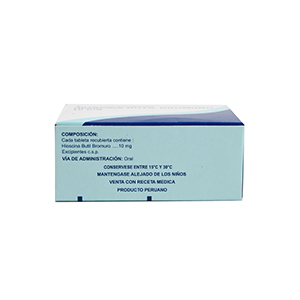 COMPOSICIÓN:
Cada tableta recubierta contiene :
Hioscina Butil Bromuro .... 10 mg
Excipientes c.s.p.
VÍA DE ADMINISTRACIÓN: Oral
CONSERVESE ENTRE 15°C Y 30°C
MANTENGASE ALEJADO DE LOS NIÑOS
VENTA CON RECETA MEDICA
PRODUCTO PERUANO